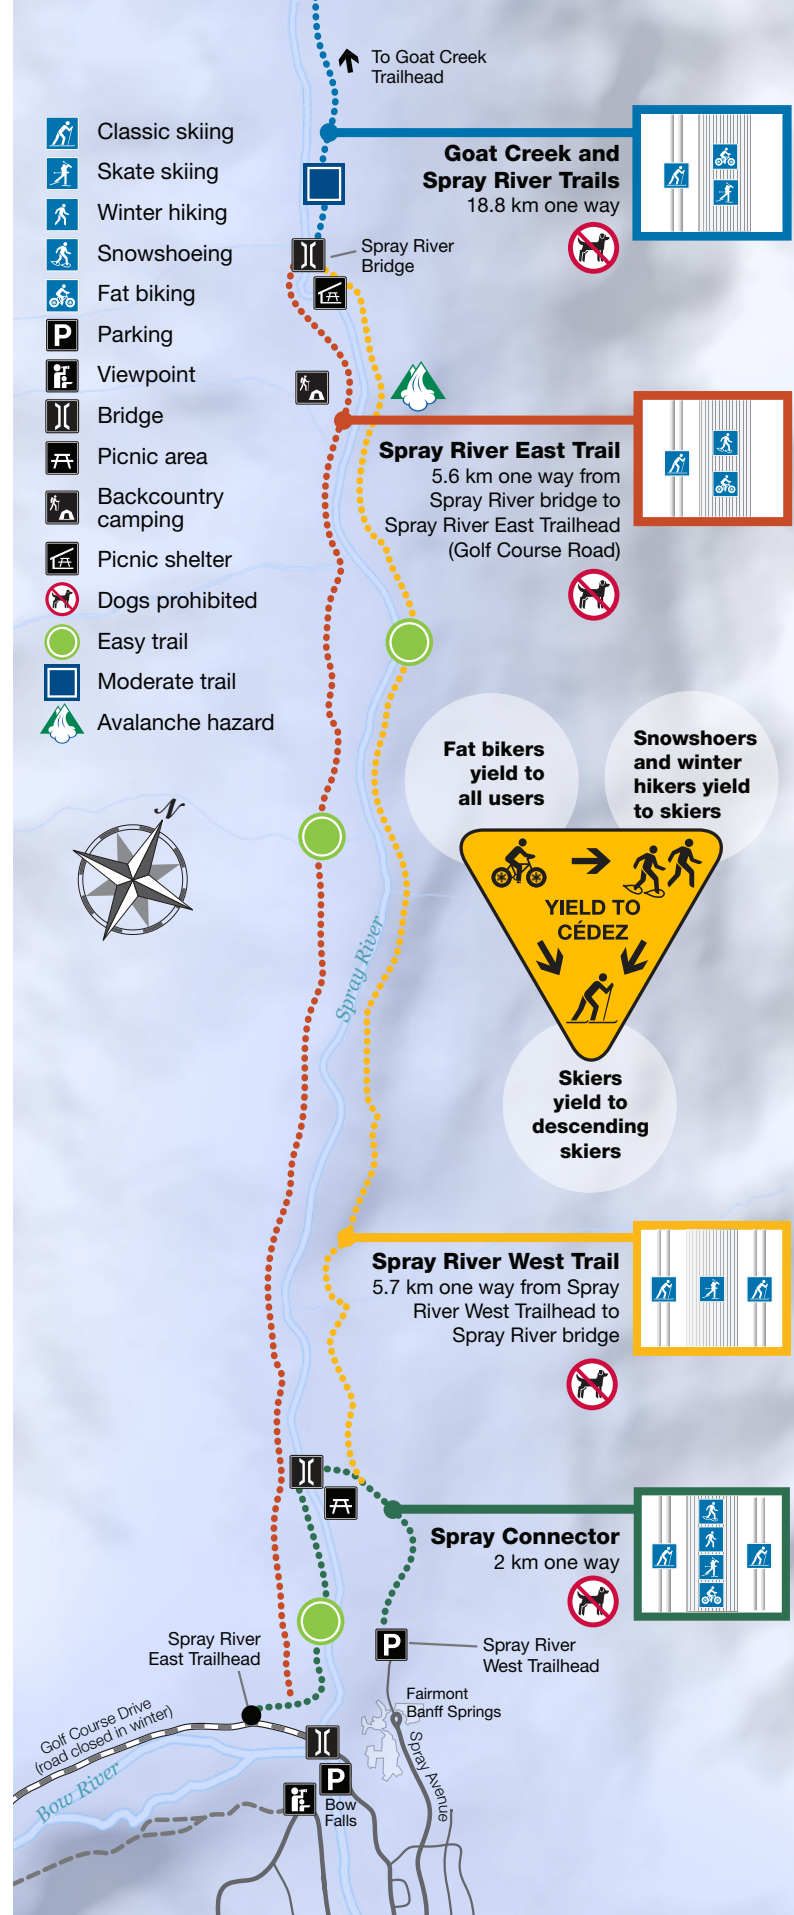 To Goat Creek
Trailhead
Classic skiing
Skate skiing
Winter hiking
Snowshoeing
Fat biking
P Parking
Viewpoint
Bridge
Picnic area
Backcountry
camping
Picnic shelter
Dogs prohibited
Easy trail
Moderate trail
Avalanche hazard
Goat Creek and
Spray River Trails
18.8 km one way
Spray River
Bridge
Spray River East Trail
5.6 km one way from
Spray River bridge to
Spray River East Trailhead
(Golf Course Road)
Fat bikers
yield to
all users
Snowshoers
and winter
hikers yield
to skiers
YIELD TO
CÉDEZ
Skiers
yield to
descending
skiers
N
Spray River
Spray River West Trail
5.7 km one way from Spray
River West Trailhead to
Spray River bridge
Spray Connector
2 km one way
Spray River
East Trailhead
P
Spray River
West Trailhead
Fairmont
Banff Springs
Golf Course Drive
(road closed in winter)
Spray Avenue
Bow River
P
Bow
Falls